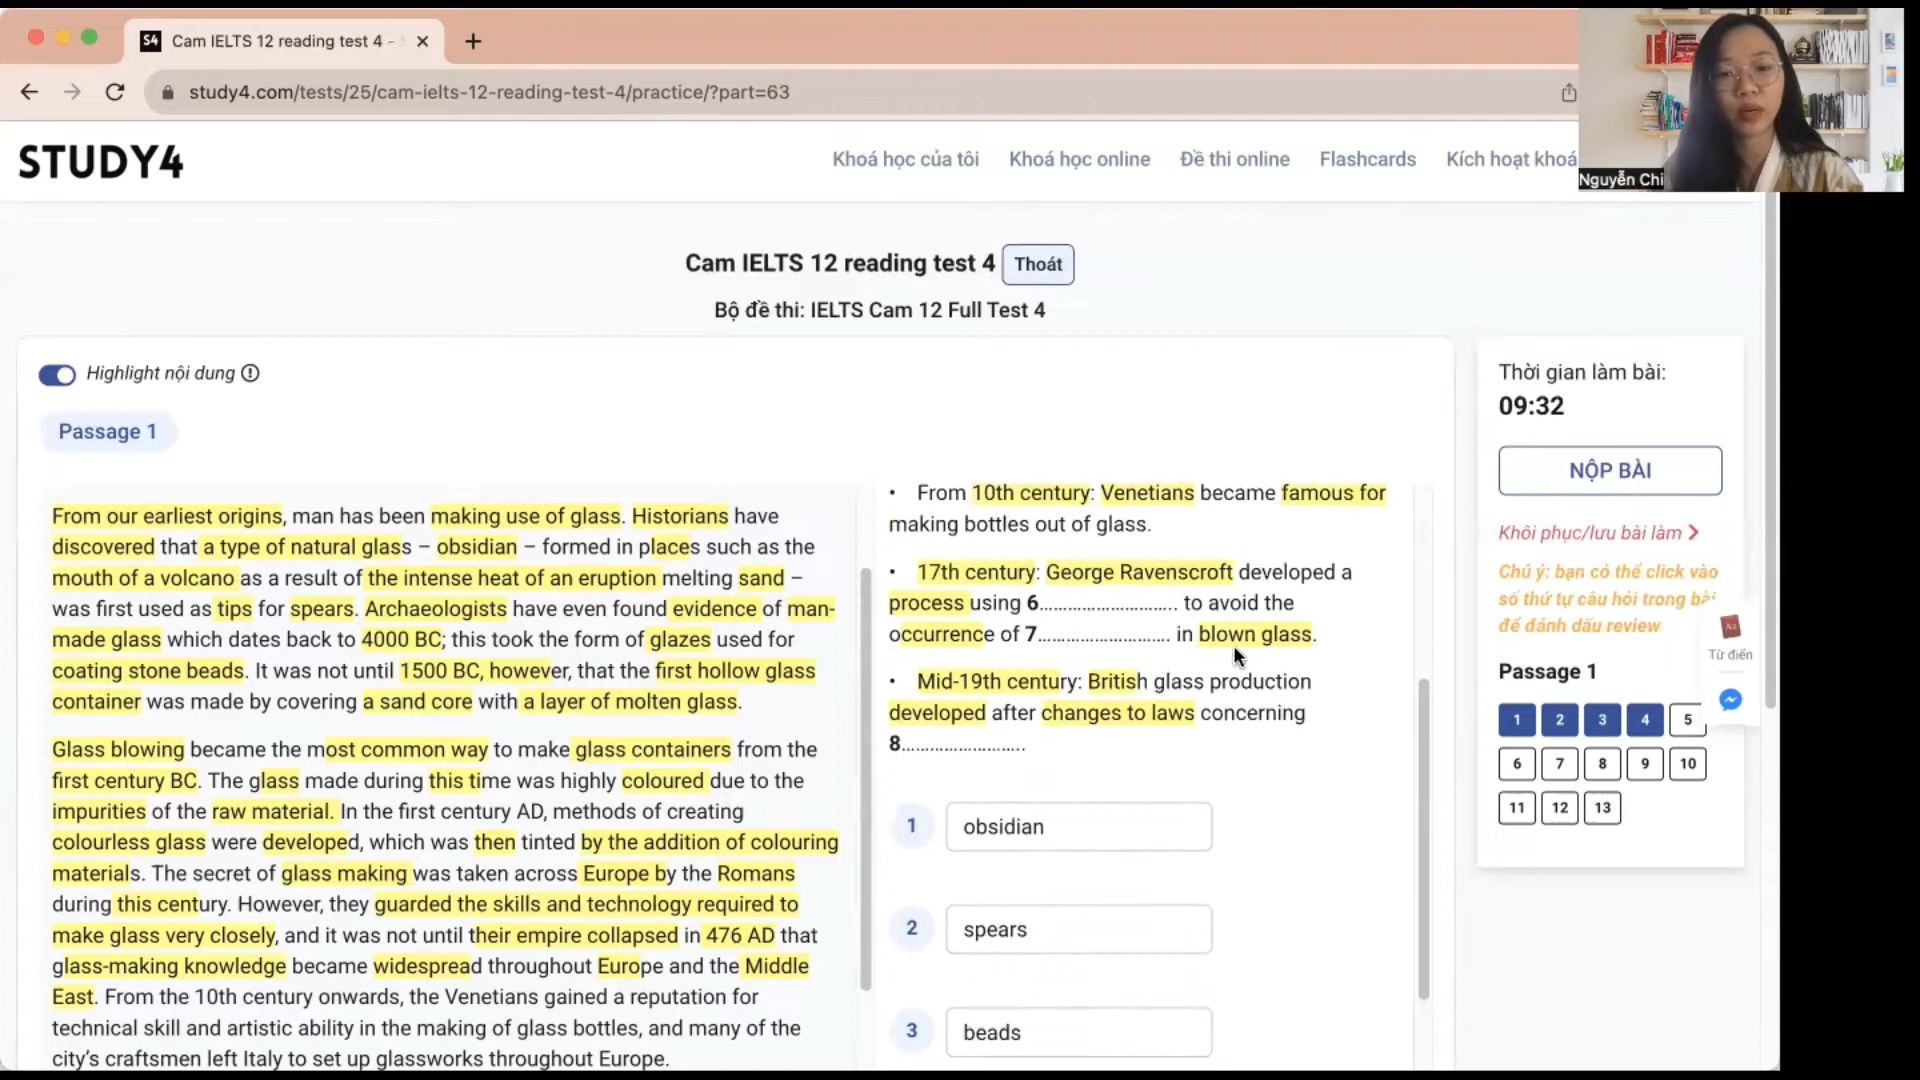 S4 Cam IELTS 12 reading test 4 -
study4.com/tests/25/cam-ielts-12-reading-test-4/practice/?part=63
STUDY4
Khoá học của tôi
Khoá học online
Đề thi online
Flashcards
Kích hoạt khoá
Nguyễn Chi
Cam IELTS 12 reading test 4
Thoát
Bộ đề thi: IELTS Cam 12 Full Test 4
Highlight nội dung
Passage 1
From our earliest origins, man has been making use of glass. Historians have
discovered that a type of natural glass – obsidian – formed in places such as the
mouth of a volcano as a result of the intense heat of an eruption melting sand –
was first used as tips for spears. Archaeologists have even found evidence of man-
made glass which dates back to 4000 BC; this took the form of glazes used for
coating stone beads. It was not until 1500 BC, however, that the first hollow glass
container was made by covering a sand core with a layer of molten glass.
Glass blowing became the most common way to make glass containers from the
first century BC. The glass made during this time was highly coloured due to the
impurities of the raw material. In the first century AD, methods of creating
colourless glass were developed, which was then tinted by the addition of colouring
materials. The secret of glass making was taken across Europe by the Romans
during this century. However, they guarded the skills and technology required to
make glass very closely, and it was not until their empire collapsed in 476 AD that
glass-making knowledge became widespread throughout Europe and the Middle
East. From the 10th century onwards, the Venetians gained a reputation for
technical skill and artistic ability in the making of glass bottles, and many of the
city's craftsmen left Italy to set up glassworks throughout Europe.
• From 10th century: Venetians became famous for
making bottles out of glass.
• 17th century: George Ravenscroft developed a
process using 6............................ to avoid the
occurrence of 7............................ in blown glass.
• Mid-19th century: British glass production
developed after changes to laws concerning
8..........................
1 obsidian
2 spears
3 beads
Thời gian làm bài:
09:32
NỘP BÀI
Khôi phục/lưu bài làm
Chú ý: bạn có thể click vào
số thứ tự câu hỏi trong bài
để đánh dấu review
Từ điển
Passage 1
1 2 3 4 5
6 7 8 9 10
11 12 13